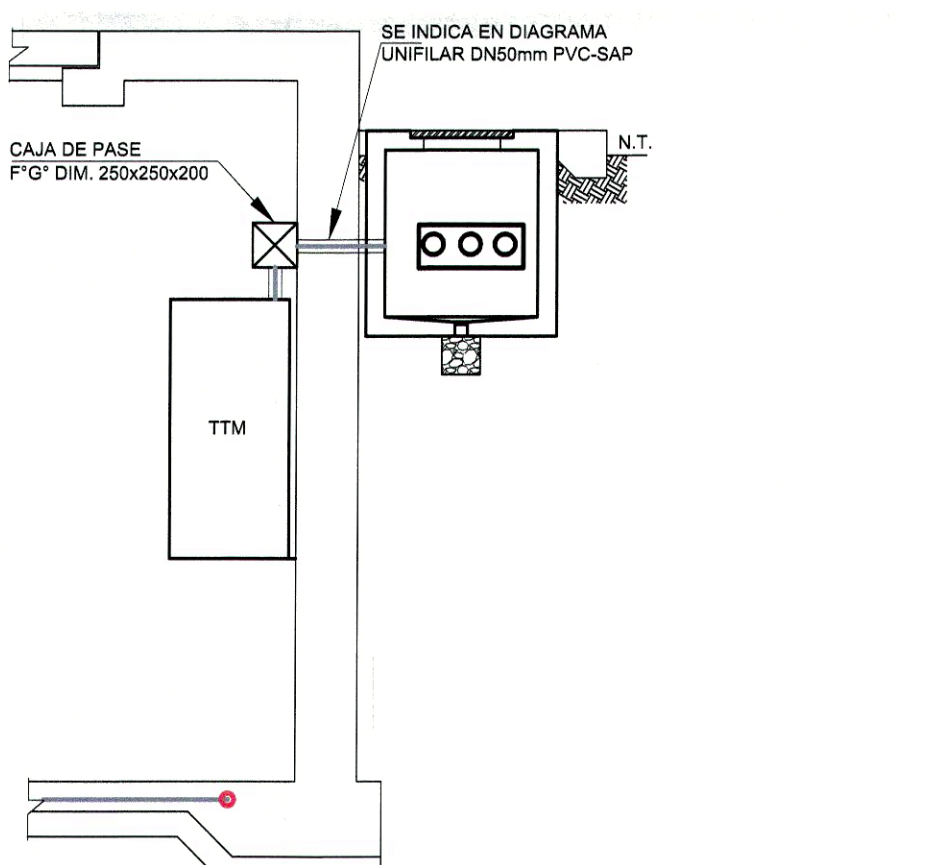 SE INDICA EN DIAGRAMA
UNIFILAR DN50mm PVC-SAP
N.T.
CAJA DE PASE
F°G° DIM. 250x250x200
TTM